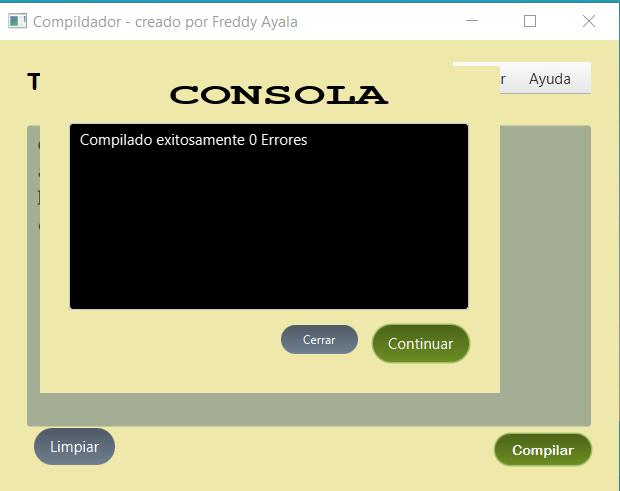 Compildador - creado por Freddy Ayala
Ayuda
CONSOLA
Compilado exitosamente 0 Errores
Cerrar
Continuar
Limpiar
Compilar